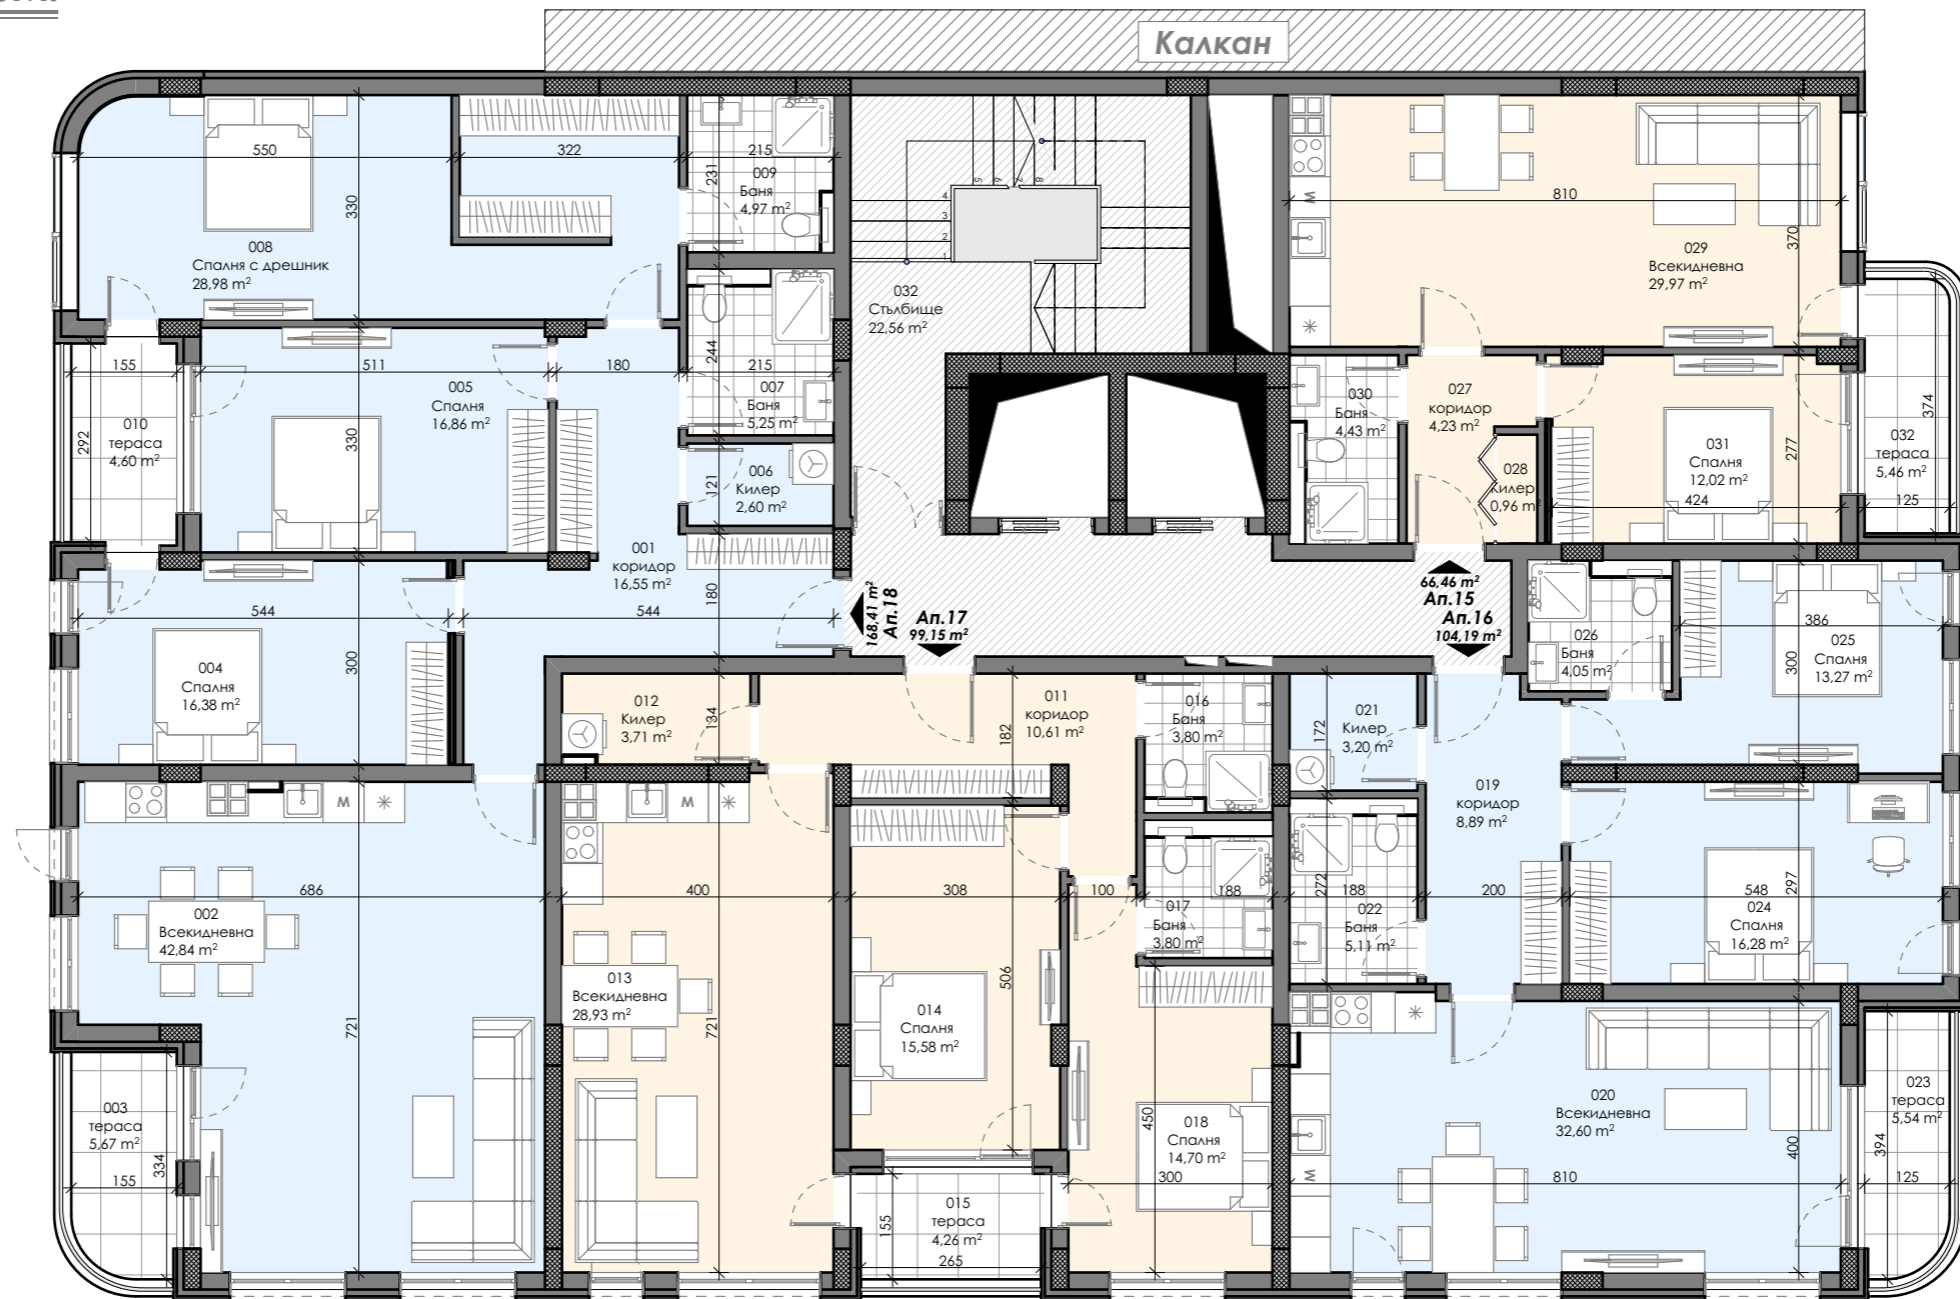 Калкан
550
322
215
231
009
Баня
4,97 m²
330
008
Спалня с дрешник
28,98 m²
4
3
2
1
5
6
7
8
032
Стълбище
22,56 m²
810
370
029
Всекидневна
29,97 m²
W
155
511
180
244
215
007
Баня
5,25 m²
005
Спалня
16,86 m²
330
010
тераса
4,60 m²
292
006
Килер
2,60 m²
121
030
Баня
4,43 m²
027
коридор
4,23 m²
028
Килер
0,96 m²
031
Спалня
12,02 m²
424
277
374
032
тераса
5,46 m²
125
001
коридор
16,55 m²
180
544
544
168,41 m²
Ап.18
Ап.17
99,15 m²
66,46 m²
Ап.15
Ап.16
104,19 m²
004
Спалня
16,38 m²
300
026
Баня
4,05 m²
386
025
Спалня
13,27 m²
300
012
Килер
3,71 m²
134
011
коридор
10,61 m²
182
016
Баня
3,80 m²
021
Килер
3,20 m²
172
019
коридор
8,89 m²
M
M
686
400
308
100
188
188
272
200
548
297
002
Всекидневна
42,84 m²
017
Баня
3,80 m²
022
Баня
5,11 m²
024
Спалня
16,28 m²
013
Всекидневна
28,93 m²
506
721
721
014
Спалня
15,58 m²
003
тераса
5,67 m²
334
155
018
Спалня
14,70 m²
450
300
020
Всекидневна
32,60 m²
W
810
400
023
тераса
5,54 m²
394
125
015
тераса
4,26 m²
155
265